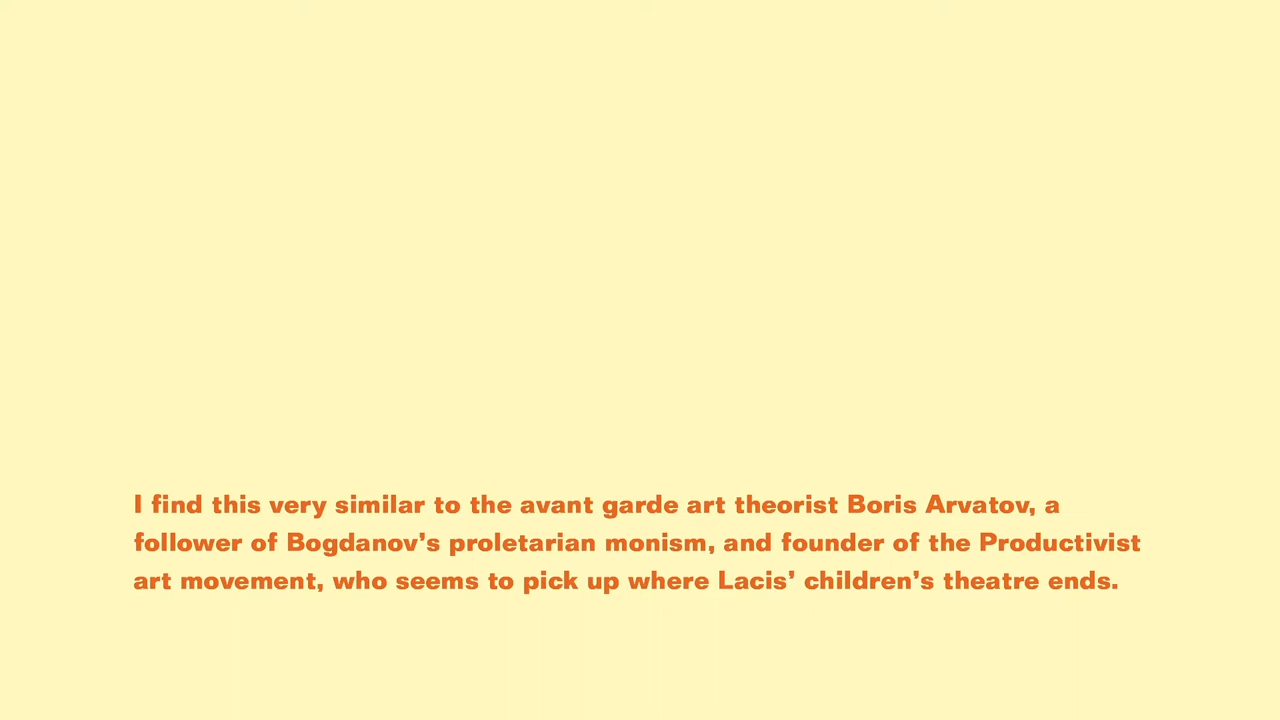 I find this very similar to the avant garde art theorist Boris Arvatov, a
follower of Bogdanov’s proletarian monism, and founder of the Productivist
art movement, who seems to pick up where Lacis’ children’s theatre ends.